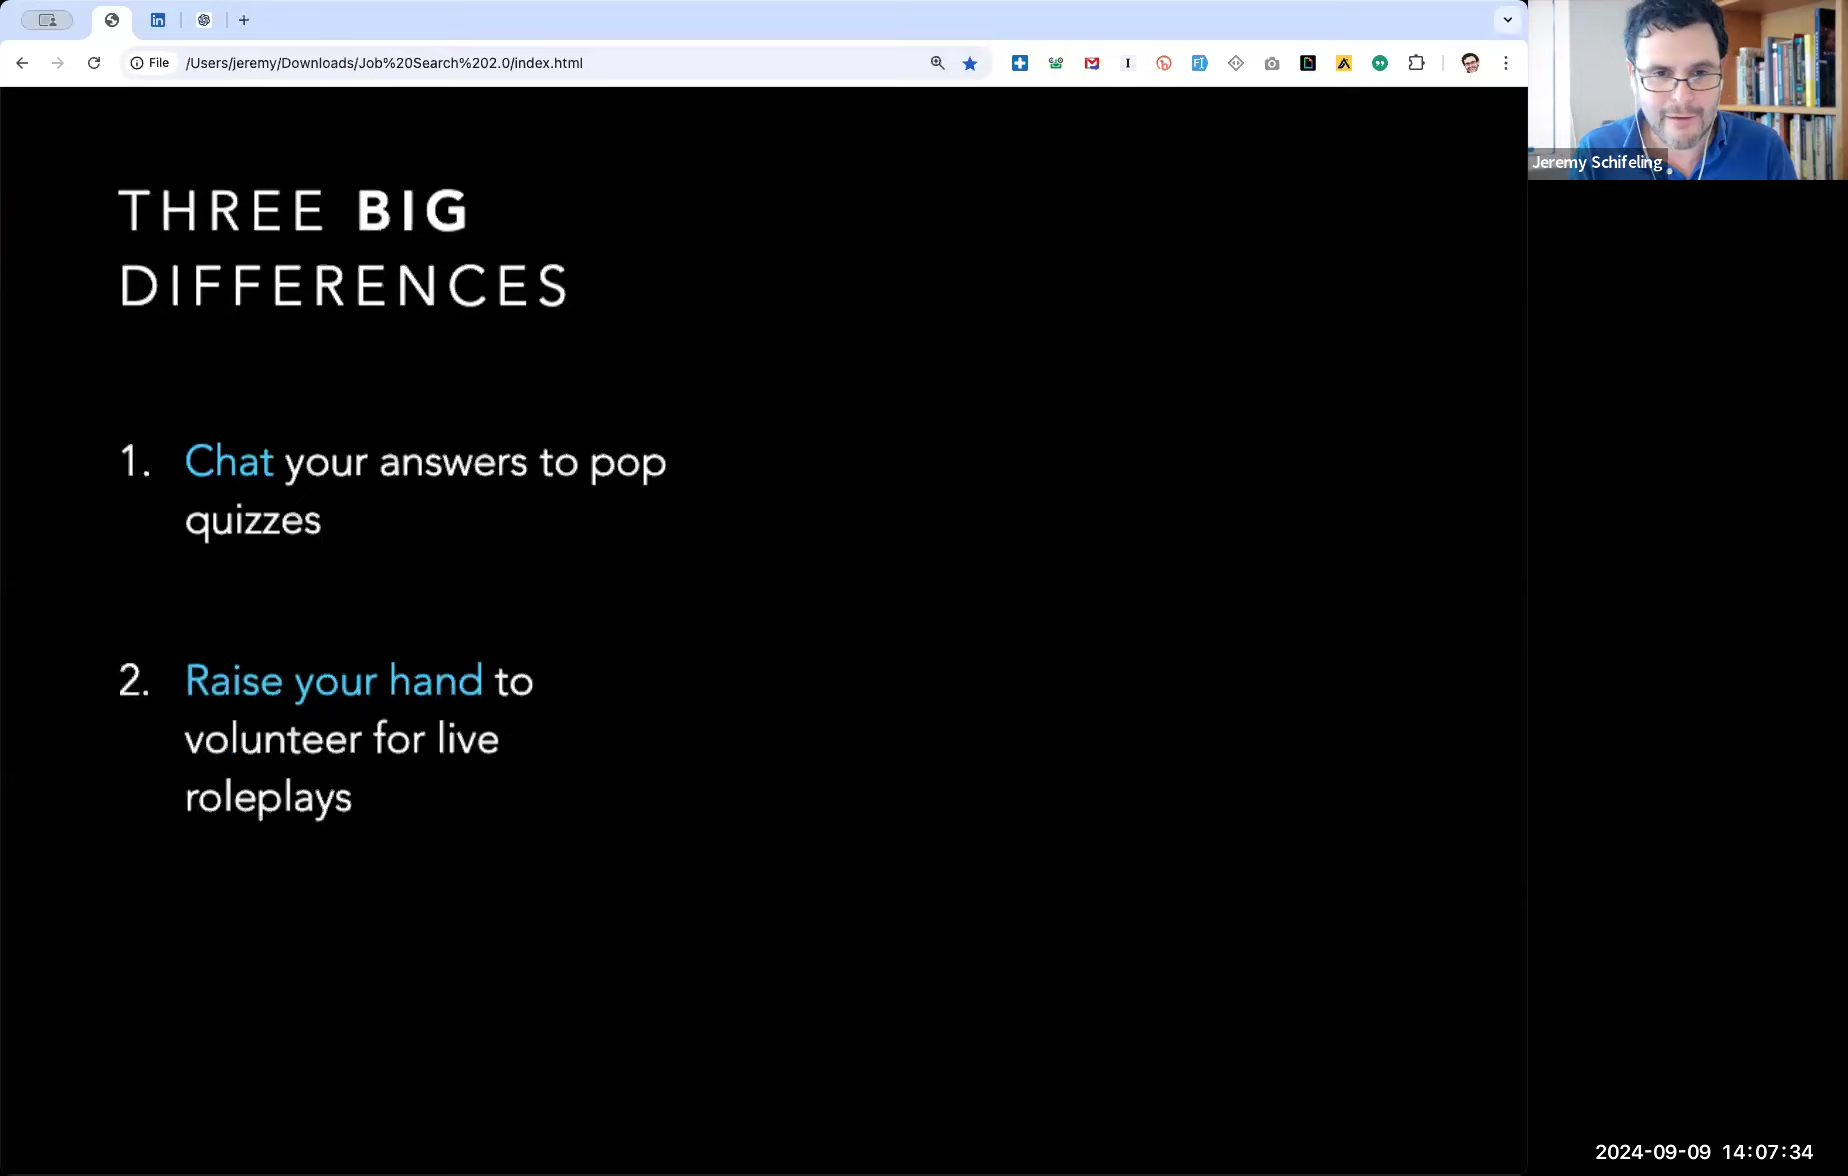 File
/Users/jeremy/Downloads/Job%20Search%202.0/index.html
Jeremy Schifeling
THREE BIG
DIFFERENCES
1. Chat your answers to pop
quizzes
2. Raise your hand to
volunteer for live
roleplays
2024-09-09 14:07:34